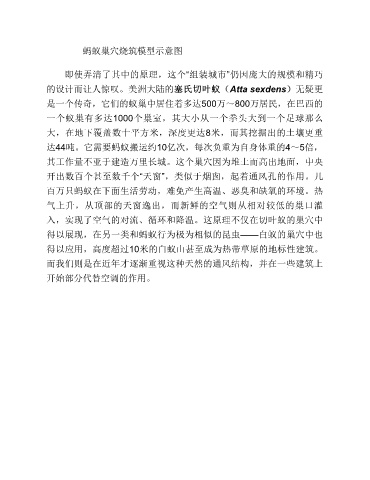 蚂蚁巢穴烧筑模型示意图
即使弄清了其中的原理，这个“组装城市”仍因庞大的规模和精巧
的设计而让人惊叹。美洲大陆的塞氏切叶蚁（Atta sexdens）无疑更
是一个传奇，它们的蚁巢中居住着多达500万～800万居民，在巴西的
一个蚁巢有多达1000个巢室，其大小从一个拳头大到一个足球那么
大，在地下覆盖数十平方米，深度更达8米，而其挖掘出的土壤更重
达44吨。它需要蚂蚁搬运约10亿次，每次负重为自身体重的4～5倍，
其工作量不亚于建造万里长城。这个巢穴因为堆土而高出地面，中央
开出数百个甚至数千个“天窗”，类似于烟囱，起着通风孔的作用。几
百万只蚂蚁在下面生活劳动，难免产生高温、恶臭和缺氧的环境，热
气上升，从顶部的天窗逸出，而新鲜的空气则从相对较低的巢口灌
入，实现了空气的对流、循环和降温。这原理不仅在切叶蚁的巢穴中
得以展现，在另一类和蚂蚁行为极为相似的昆虫——白蚁的巢穴中也
得以应用，高度超过10米的白蚁山甚至成为热带草原的地标性建筑。
而我们则是在近年才逐渐重视这种天然的通风结构，并在一些建筑上
开始部分代替空调的作用。